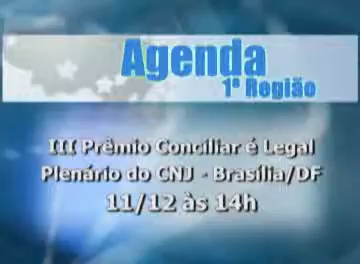 Agenda
1ª Região
III Prêmio Conciliar é Legal
Plenário do CNJ - Brasília/DF
11/12 às 14h